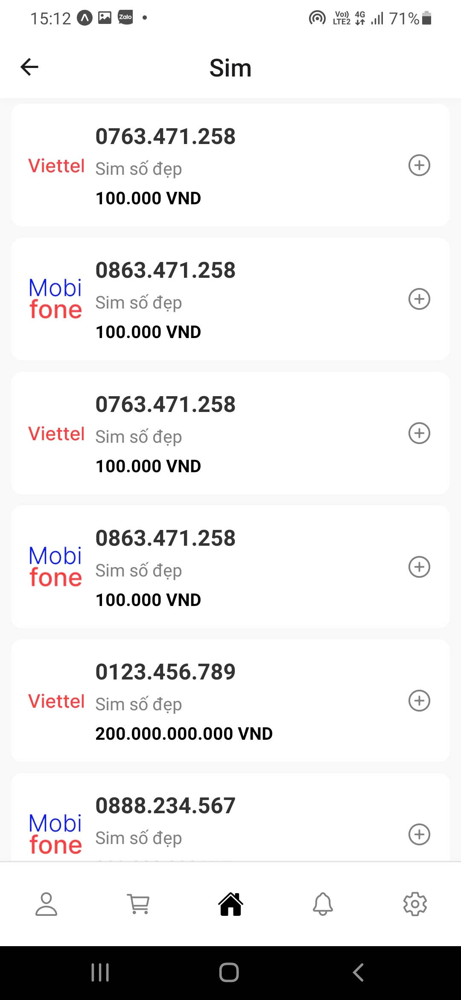 15:12 Zalo Vo)) LTE2 4G 71%
Sim
0763.471.258
Viettel
Sim số đẹp
100.000 VND
0863.471.258
Mobi
fone
Sim số đẹp
100.000 VND
0763.471.258
Viettel
Sim số đẹp
100.000 VND
0863.471.258
Mobi
fone
Sim số đẹp
100.000 VND
0123.456.789
Viettel
Sim số đẹp
200.000.000.000 VND
0888.234.567
Mobi
fone
Sim số đẹp